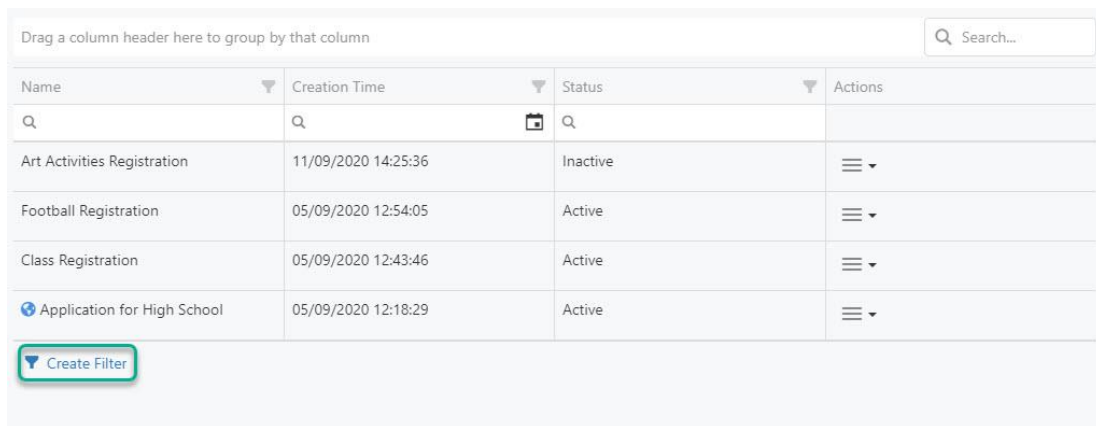 Drag a column header here to group by that column Search...
Name Creation Time Status Actions
Art Activities Registration 11/09/2020 14:25:36 Inactive
Football Registration 05/09/2020 12:54:05 Active
Class Registration 05/09/2020 12:43:46 Active
Application for High School 05/09/2020 12:18:29 Active
Create Filter